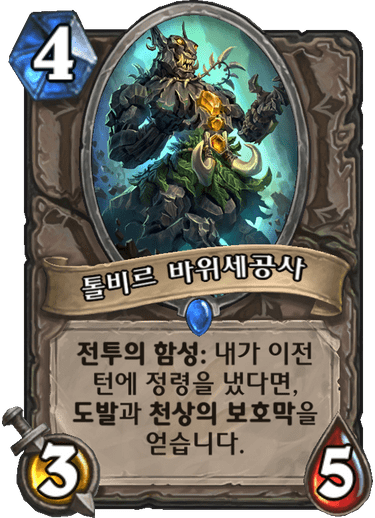 4
톨비르 바위세공사
전투의 함성: 내가 이전
턴에 정령을 냈다면,
도발과 천상의 보호막을
얻습니다.
3
5